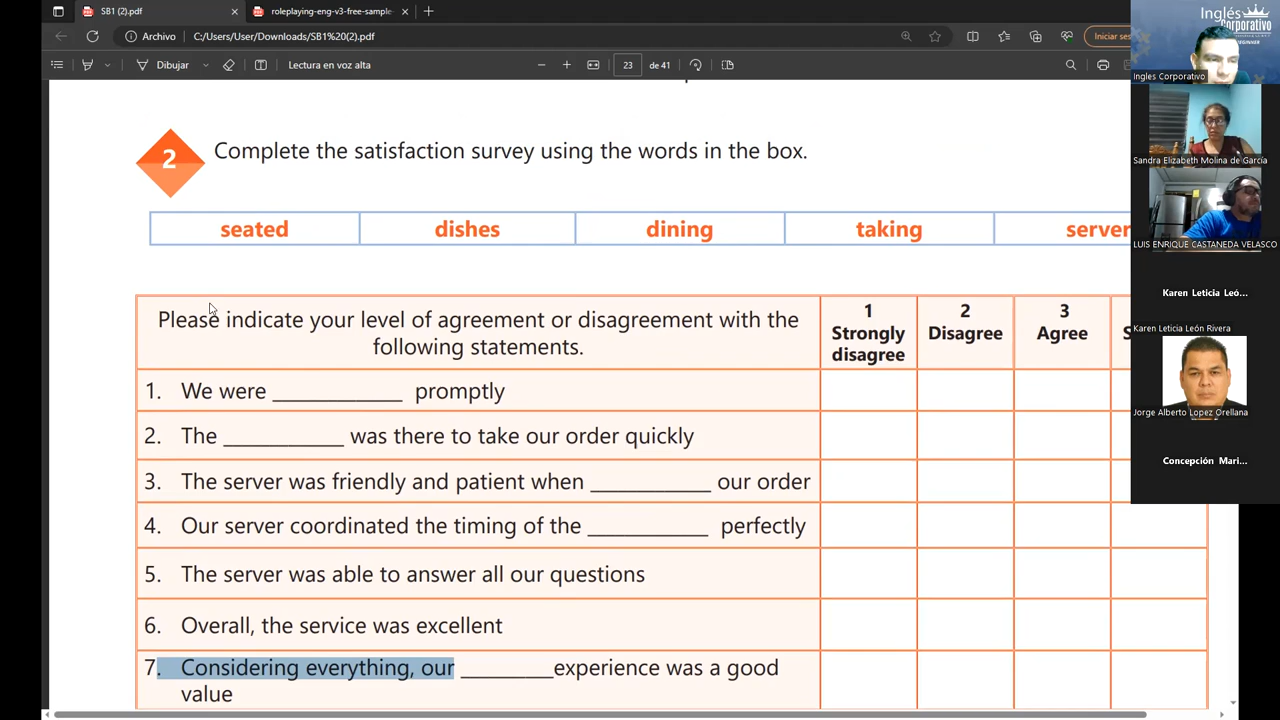 SB1 (2).pdf
roleplaying-eng-v3-free-sample
Archivo
C:/Users/User/Downloads/SB1%20(2).pdf
Iniciar ses
Dibujar
Lectura en voz alta
23
de 41
Complete the satisfaction survey using the words in the box.
2
seated
dishes
dining
taking
server
Please indicate your level of agreement or disagreement with the
following statements.
1
Strongly
disagree
2
Disagree
3
Agree
S
1. We were ____________ promptly
2. The ____________ was there to take our order quickly
3. The server was friendly and patient when ____________ our order
4. Our server coordinated the timing of the ____________ perfectly
5. The server was able to answer all our questions
6. Overall, the service was excellent
7. Considering everything, our _________experience was a good
value
Inglés
Corporativo
Ingles Corporativo
Sandra Elizabeth Molina de García
LUIS ENRIQUE CASTANEDA VELASCO
Karen Leticia Leó...
Karen Leticia León Rivera
Jorge Alberto Lopez Orellana
Concepción Mari...